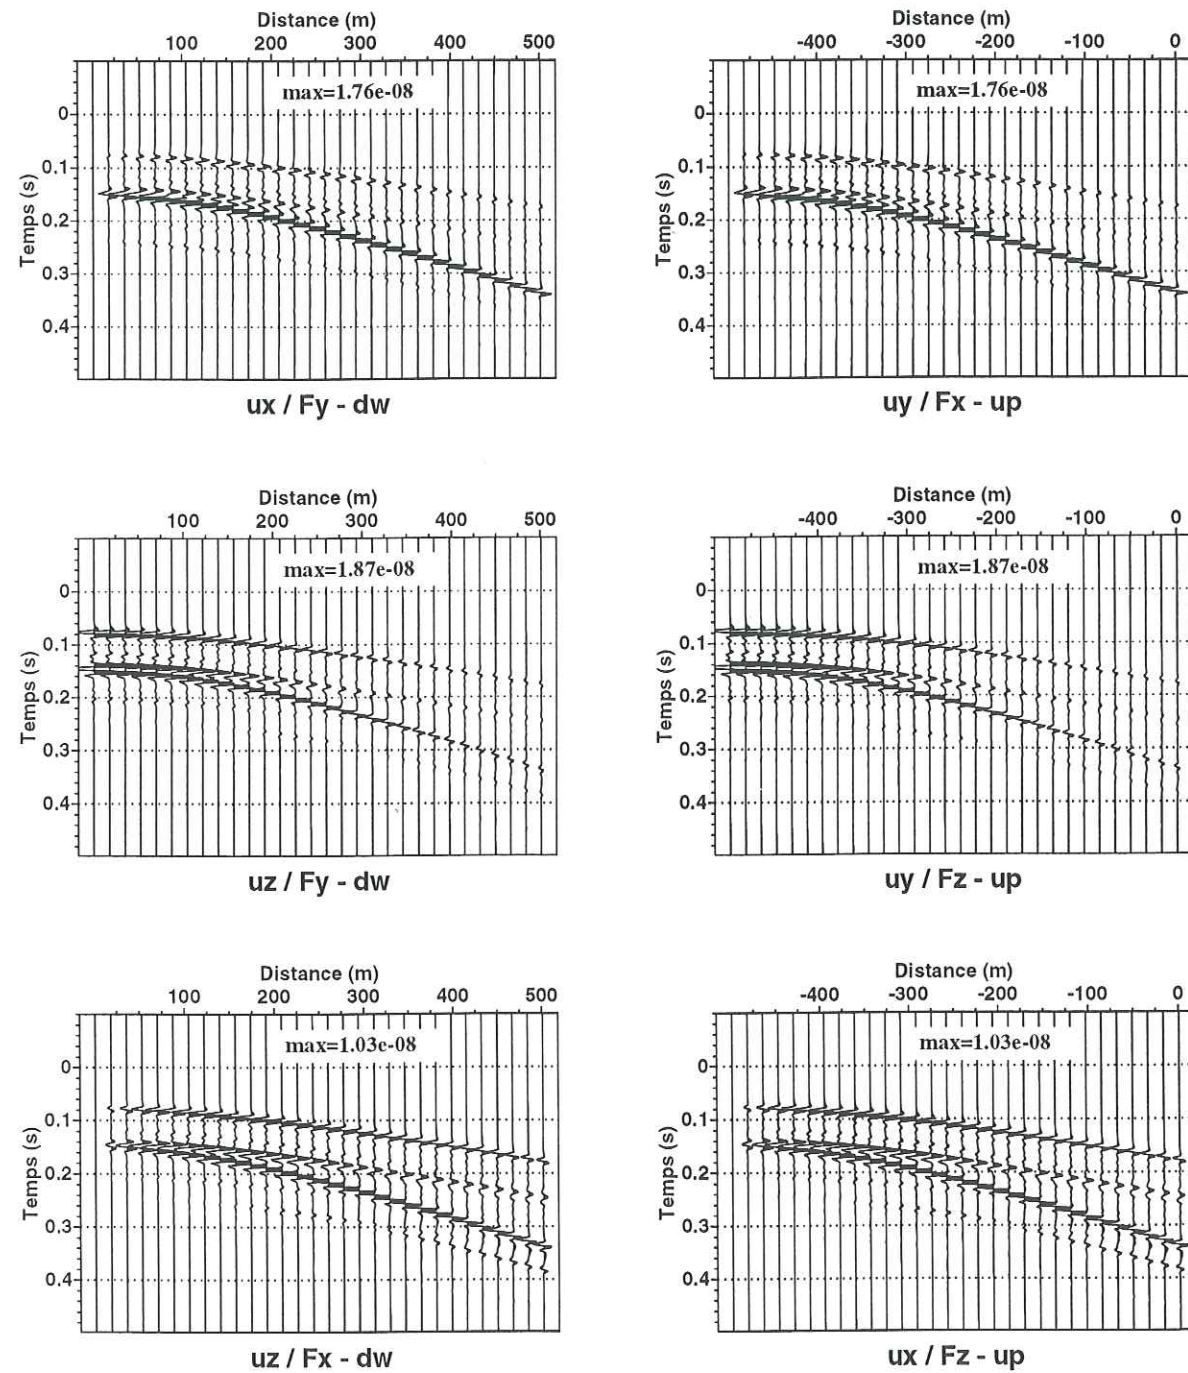 Distance (m)
100 200 300 400 500
max=1.76e-08
0
0.1
0.2
0.3
0.4
Temps (s)
ux / Fy - dw
Distance (m)
-400 -300 -200 -100 0
max=1.76e-08
0
0.1
0.2
0.3
0.4
Temps (s)
uy / Fx - up
Distance (m)
100 200 300 400 500
max=1.87e-08
0
0.1
0.2
0.3
0.4
Temps (s)
uz / Fy - dw
Distance (m)
-400 -300 -200 -100 0
max=1.87e-08
0
0.1
0.2
0.3
0.4
Temps (s)
uy / Fz - up
Distance (m)
100 200 300 400 500
max=1.03e-08
0
0.1
0.2
0.3
0.4
Temps (s)
uz / Fx - dw
Distance (m)
-400 -300 -200 -100 0
max=1.03e-08
0
0.1
0.2
0.3
0.4
Temps (s)
ux / Fz - up